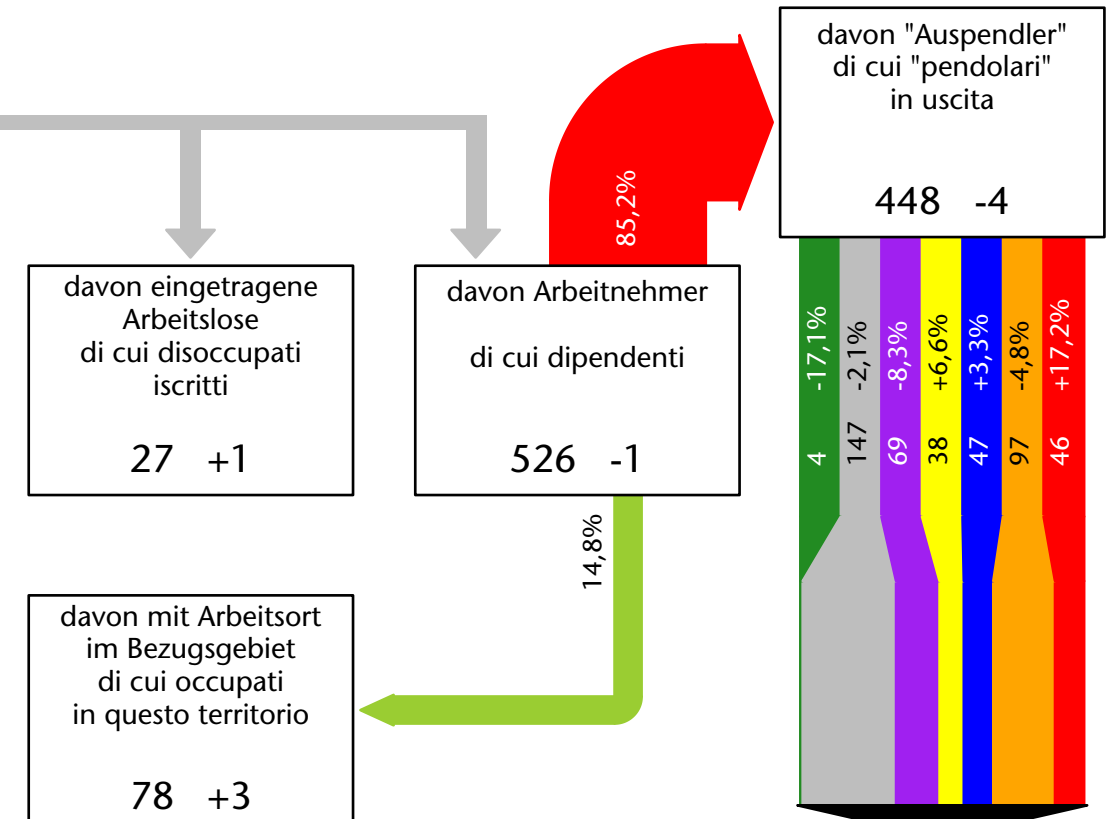 davon "Auspendler"
di cui "pendolari"
in uscita
448 -4
85,2%
davon eingetragene
Arbeitslose
di cui disoccupati
iscritti
27 +1
davon Arbeitnehmer
di cui dipendenti
526 -1
4 -17,1%
147 -2,1%
69 -8,3%
38 +6,6%
47 +3,3%
97 -4,8%
46 +17,2%
14,8%
davon mit Arbeitsort
im Bezugsgebiet
di cui occupati
in questo territorio
78 +3